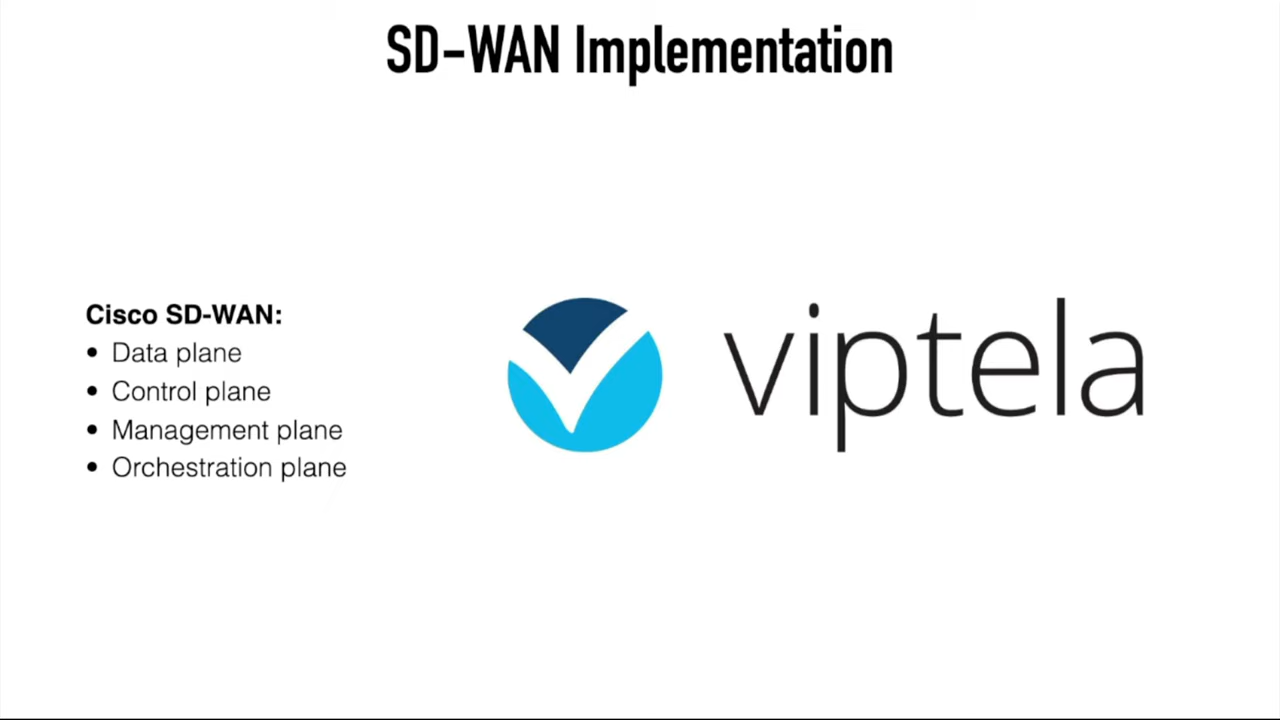 SD-WAN Implementation
Cisco SD-WAN:
• Data plane
• Control plane
• Management plane
• Orchestration plane
viptela